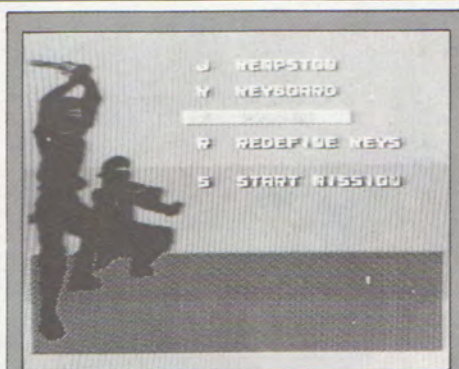 J KEMPSTON
K KEYBOARD
R REDEFINE KEYS
S START MISSION